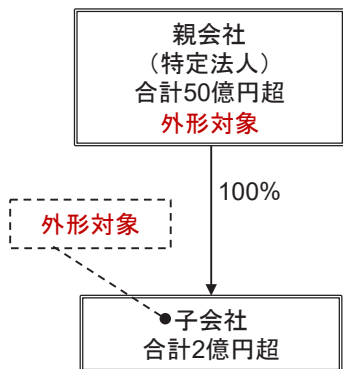 親会社
（特定法人）
合計50億円超
外形対象
100%
外形対象
子会社
合計2億円超